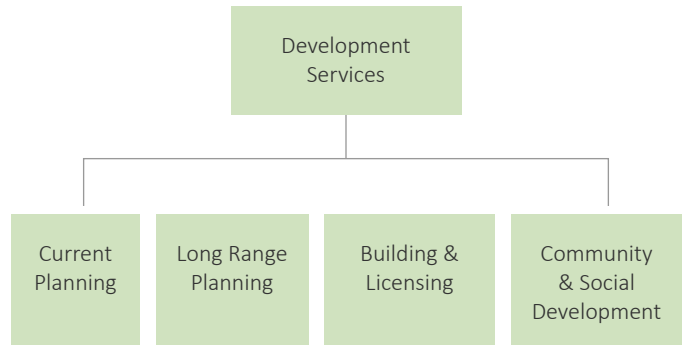 Development
Services
Current
Planning
Long Range
Planning
Building &
Licensing
Community
& Social
Development